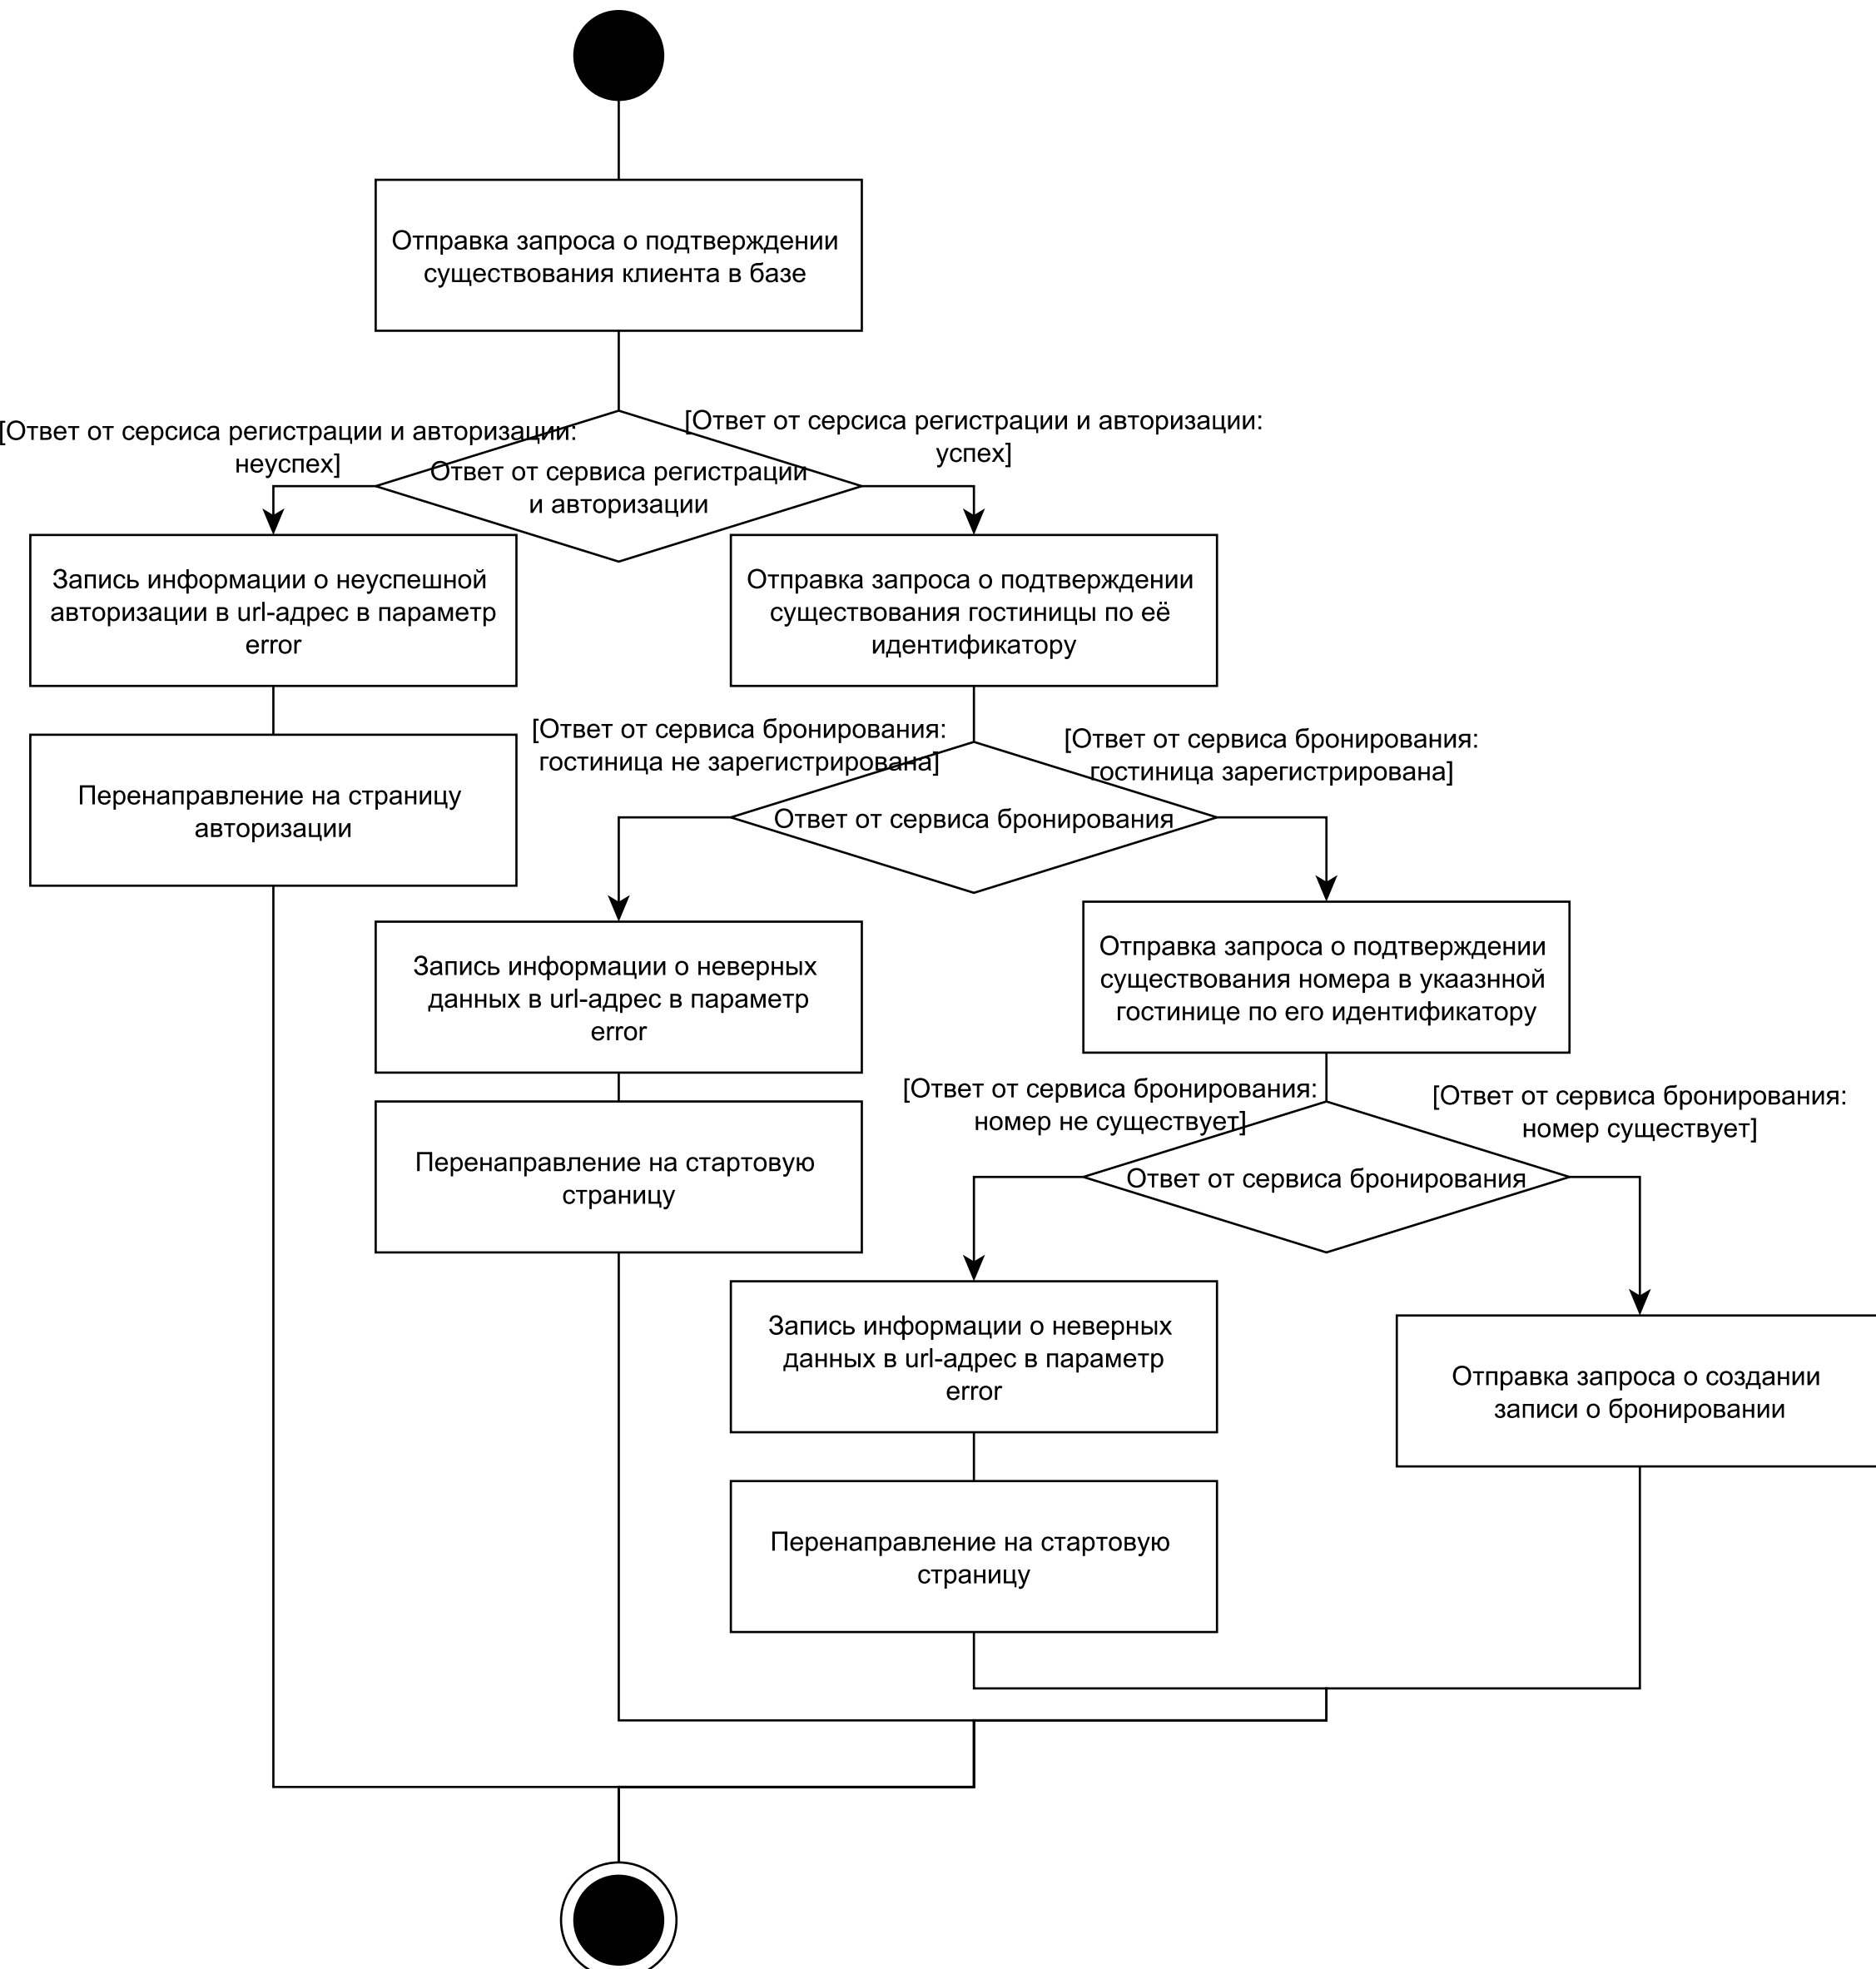 Отправка запроса о подтверждении
существования клиента в базе
[Ответ от серсиса регистрации и авторизации:
неуспех]
[Ответ от серсиса регистрации и авторизации:
успех]
Ответ от сервиса регистрации
и авторизации
Запись информации о неуспешной
авторизации в url-адрес в параметр
error
Отправка запроса о подтверждении
существования гостиницы по её
идентификатору
Перенаправление на страницу
авторизации
[Ответ от сервиса бронирования:
гостиница не зарегистрирована]
[Ответ от сервиса бронирования:
гостиница зарегистрирована]
Ответ от сервиса бронирования
Запись информации о неверных
данных в url-адрес в параметр
error
Отправка запроса о подтверждении
существования номера в укаазнной
гостинице по его идентификатору
Перенаправление на стартовую
страницу
[Ответ от сервиса бронирования:
номер не существует]
[Ответ от сервиса бронирования:
номер существует]
Ответ от сервиса бронирования
Запись информации о неверных
данных в url-адрес в параметр
error
Отправка запроса о создании
записи о бронировании
Перенаправление на стартовую
страницу